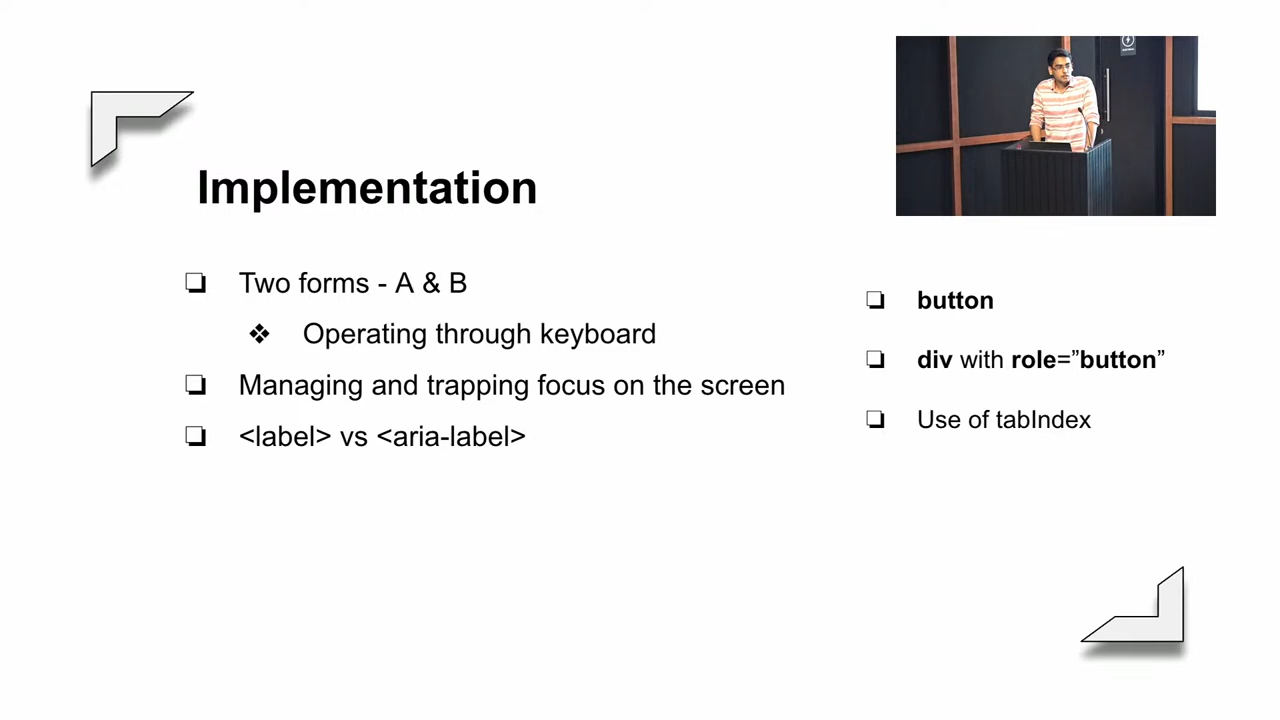 Implementation
Two forms - A & B
Operating through keyboard
Managing and trapping focus on the screen
<label> vs <aria-label>
button
div with role=”button”
Use of tabIndex